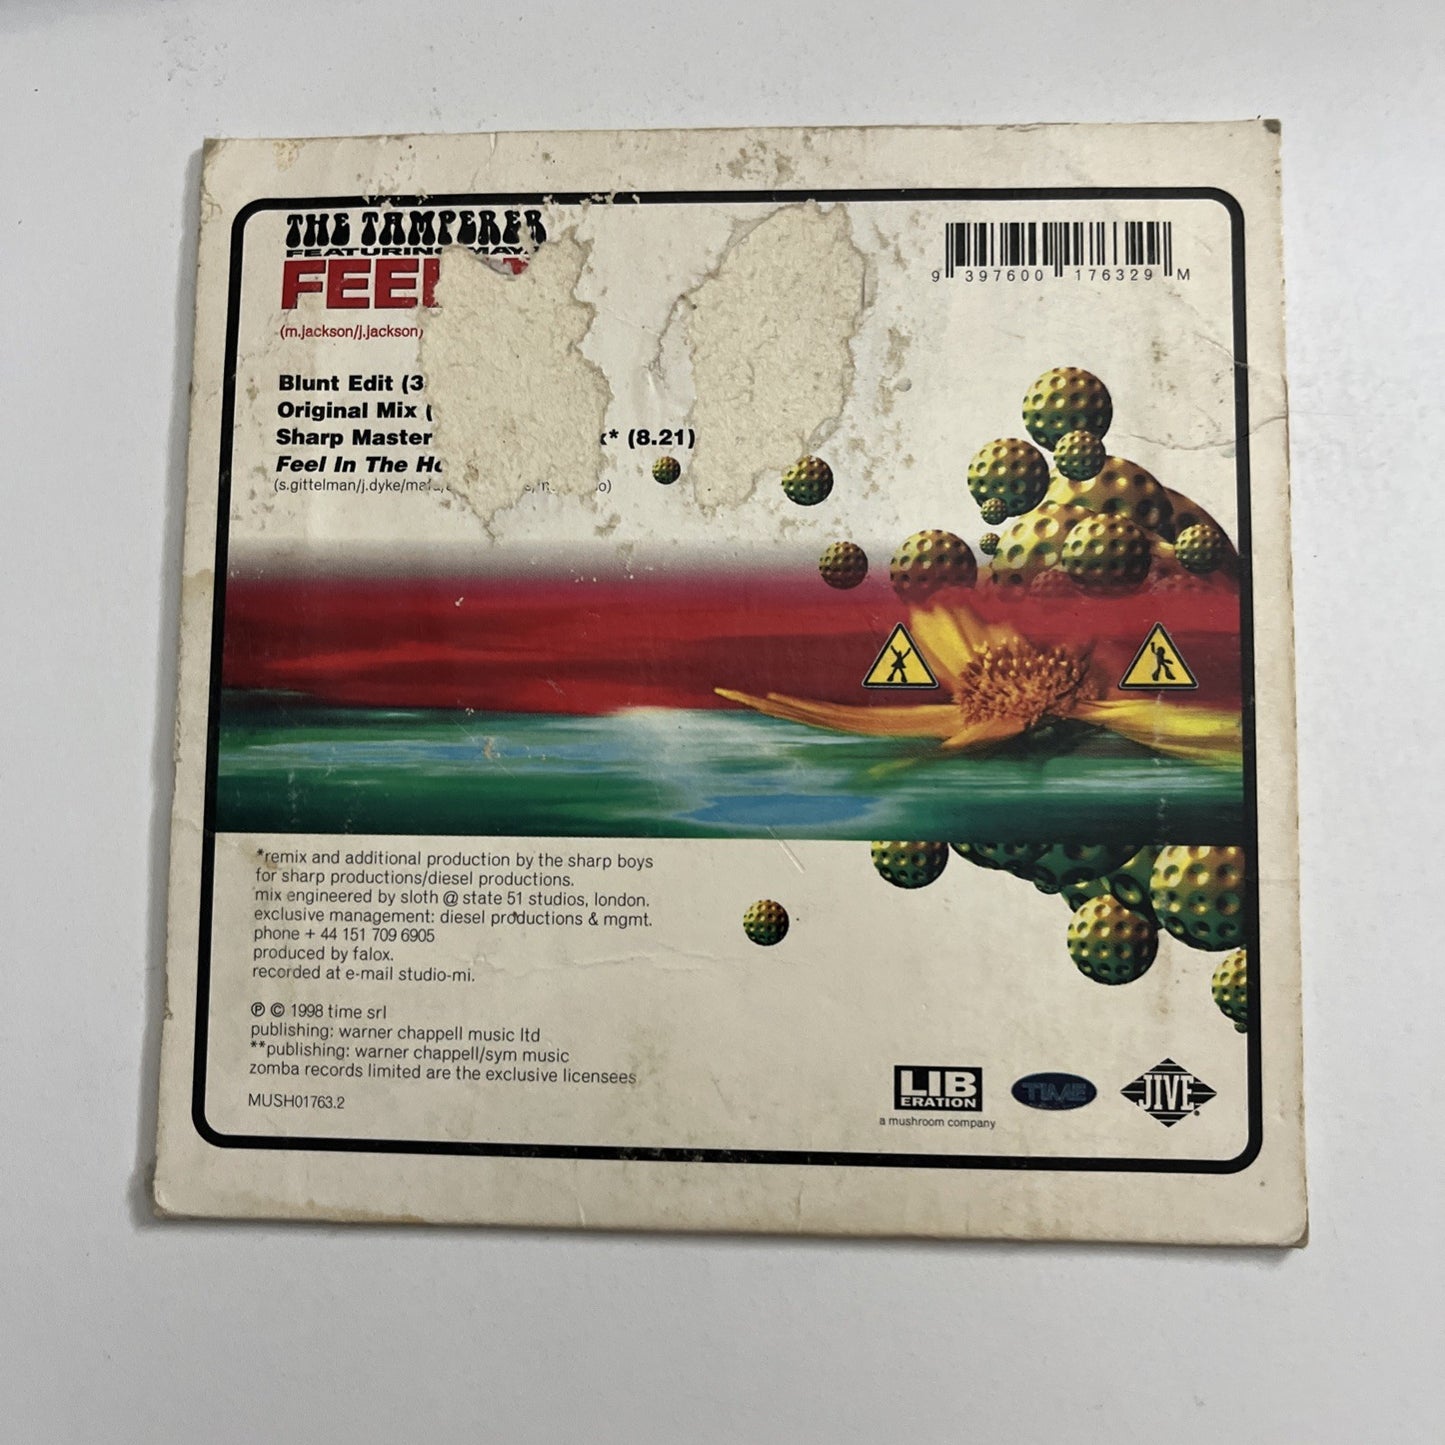 THE TAMPERER
FEATURING MAYA
FEEL
(m.jackson/j.jackson)
Blunt Edit (3
Original Mix (
Sharp Master x* (8.21)
Feel In The
(s.gittelman/j.dyke/
9 397600 176329 M
*remix and additional production by the sharp boys
for sharp productions/diesel productions.
mix engineered by sloth @ state 51 studios, london.
exclusive management: diesel productions & mgmt.
phone + 44 151 709 6905
produced by falox.
recorded at e-mail studio-mi.
℗ © 1998 time srl
publishing: warner chappell music ltd
**publishing: warner chappell/sym music
zomba records limited are the exclusive licensees
MUSH01763.2
LIB
ERATION
a mushroom company
TIME
JIVE